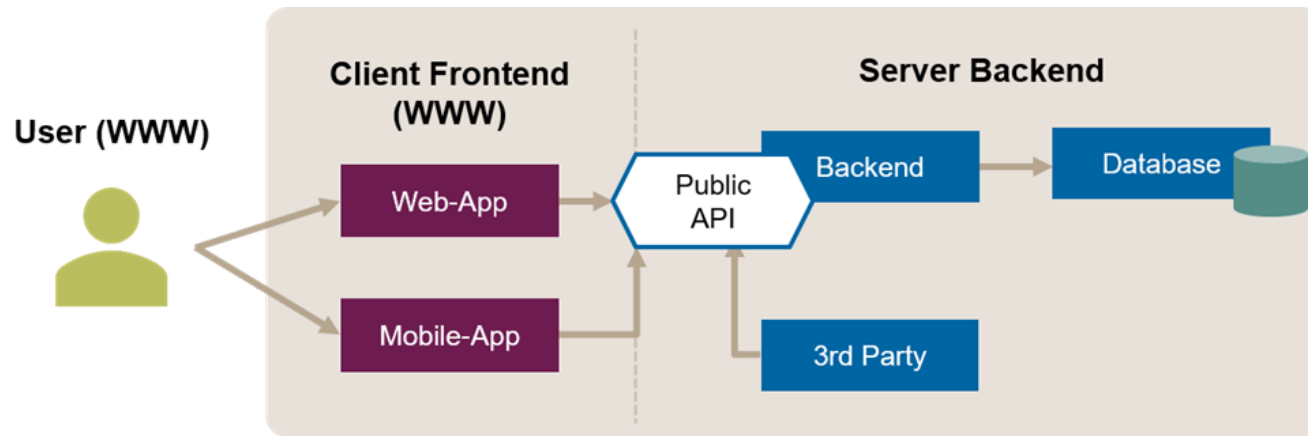 User (WWW)
Client Frontend
(WWW)
Server Backend
Web-App
Mobile-App
Public
API
Backend
Database
3rd Party